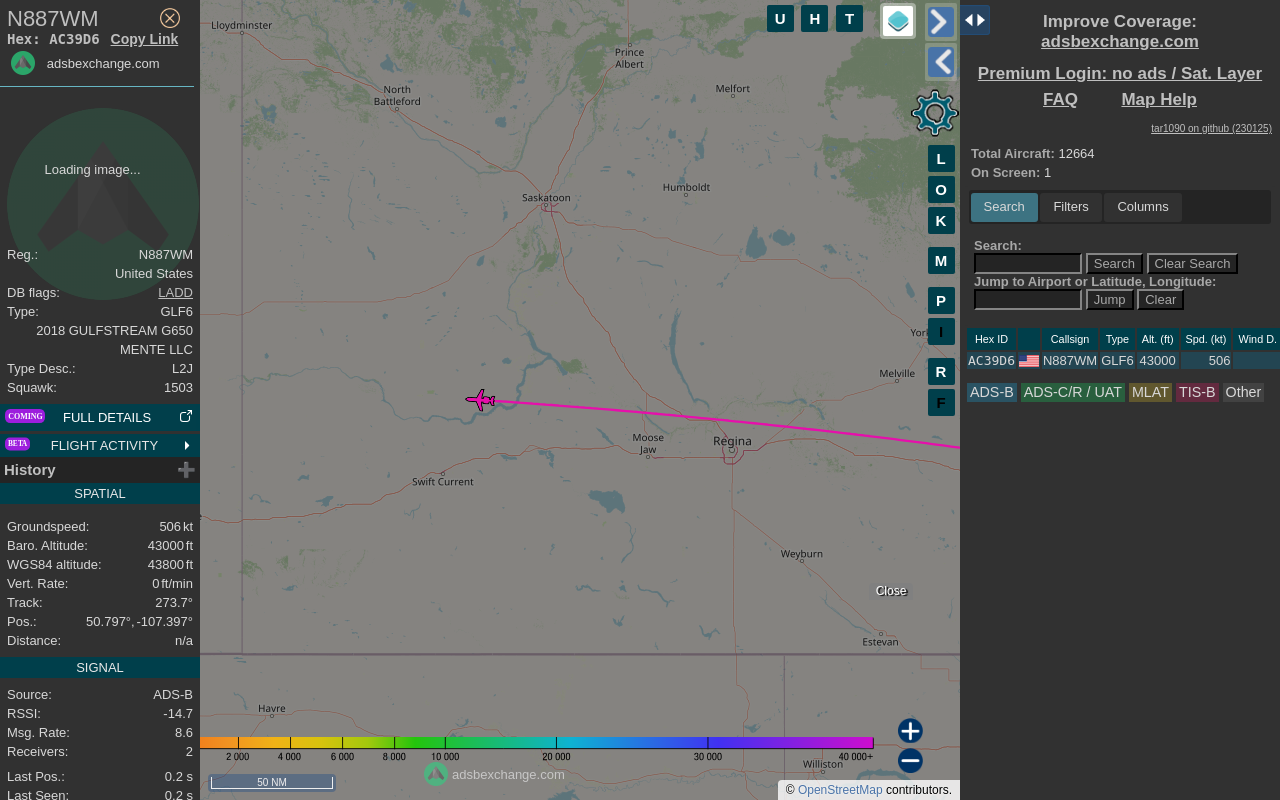 N887WM
Hex: AC39D6 Copy Link
adsbexchange.com
Loading image...
Reg.: N887WM
United States
DB flags: LADD
Type: GLF6
2018 GULFSTREAM G650
MENTE LLC
Type Desc.: L2J
Squawk: 1503
COMING FULL DETAILS
BETA FLIGHT ACTIVITY
History
SPATIAL
Groundspeed: 506 kt
Baro. Altitude: 43000 ft
WGS84 altitude: 43800 ft
Vert. Rate: 0 ft/min
Track: 273.7°
Pos.: 50.797°, -107.397°
Distance: n/a
SIGNAL
Source: ADS-B
RSSI: -14.7
Msg. Rate: 8.6
Receivers: 2
Last Pos.: 0.2 s
Last Seen: 0.2 s
Lloydminster
Prince
Albert
North
Battleford
Melfort
Saskatoon
Humboldt
Melville
Moose
Jaw
Regina
Swift Current
Weyburn
Close
Estevan
Havre
Williston
U H T
L
O
K
M
P
I
R
F
2 000 4 000 6 000 8 000 10 000 20 000 30 000 40 000+
adsbexchange.com
50 NM
© OpenStreetMap contributors.
Improve Coverage:
adsbexchange.com
Premium Login: no ads / Sat. Layer
FAQ Map Help
tar1090 on github (230125)
Total Aircraft: 12664
On Screen: 1
Search Filters Columns
Search:
Search Clear Search
Jump to Airport or Latitude, Longitude:
Jump Clear
Hex ID Callsign Type Alt. (ft) Spd. (kt) Wind D.
AC39D6 N887WM GLF6 43000 506
ADS-B ADS-C/R / UAT MLAT TIS-B Other